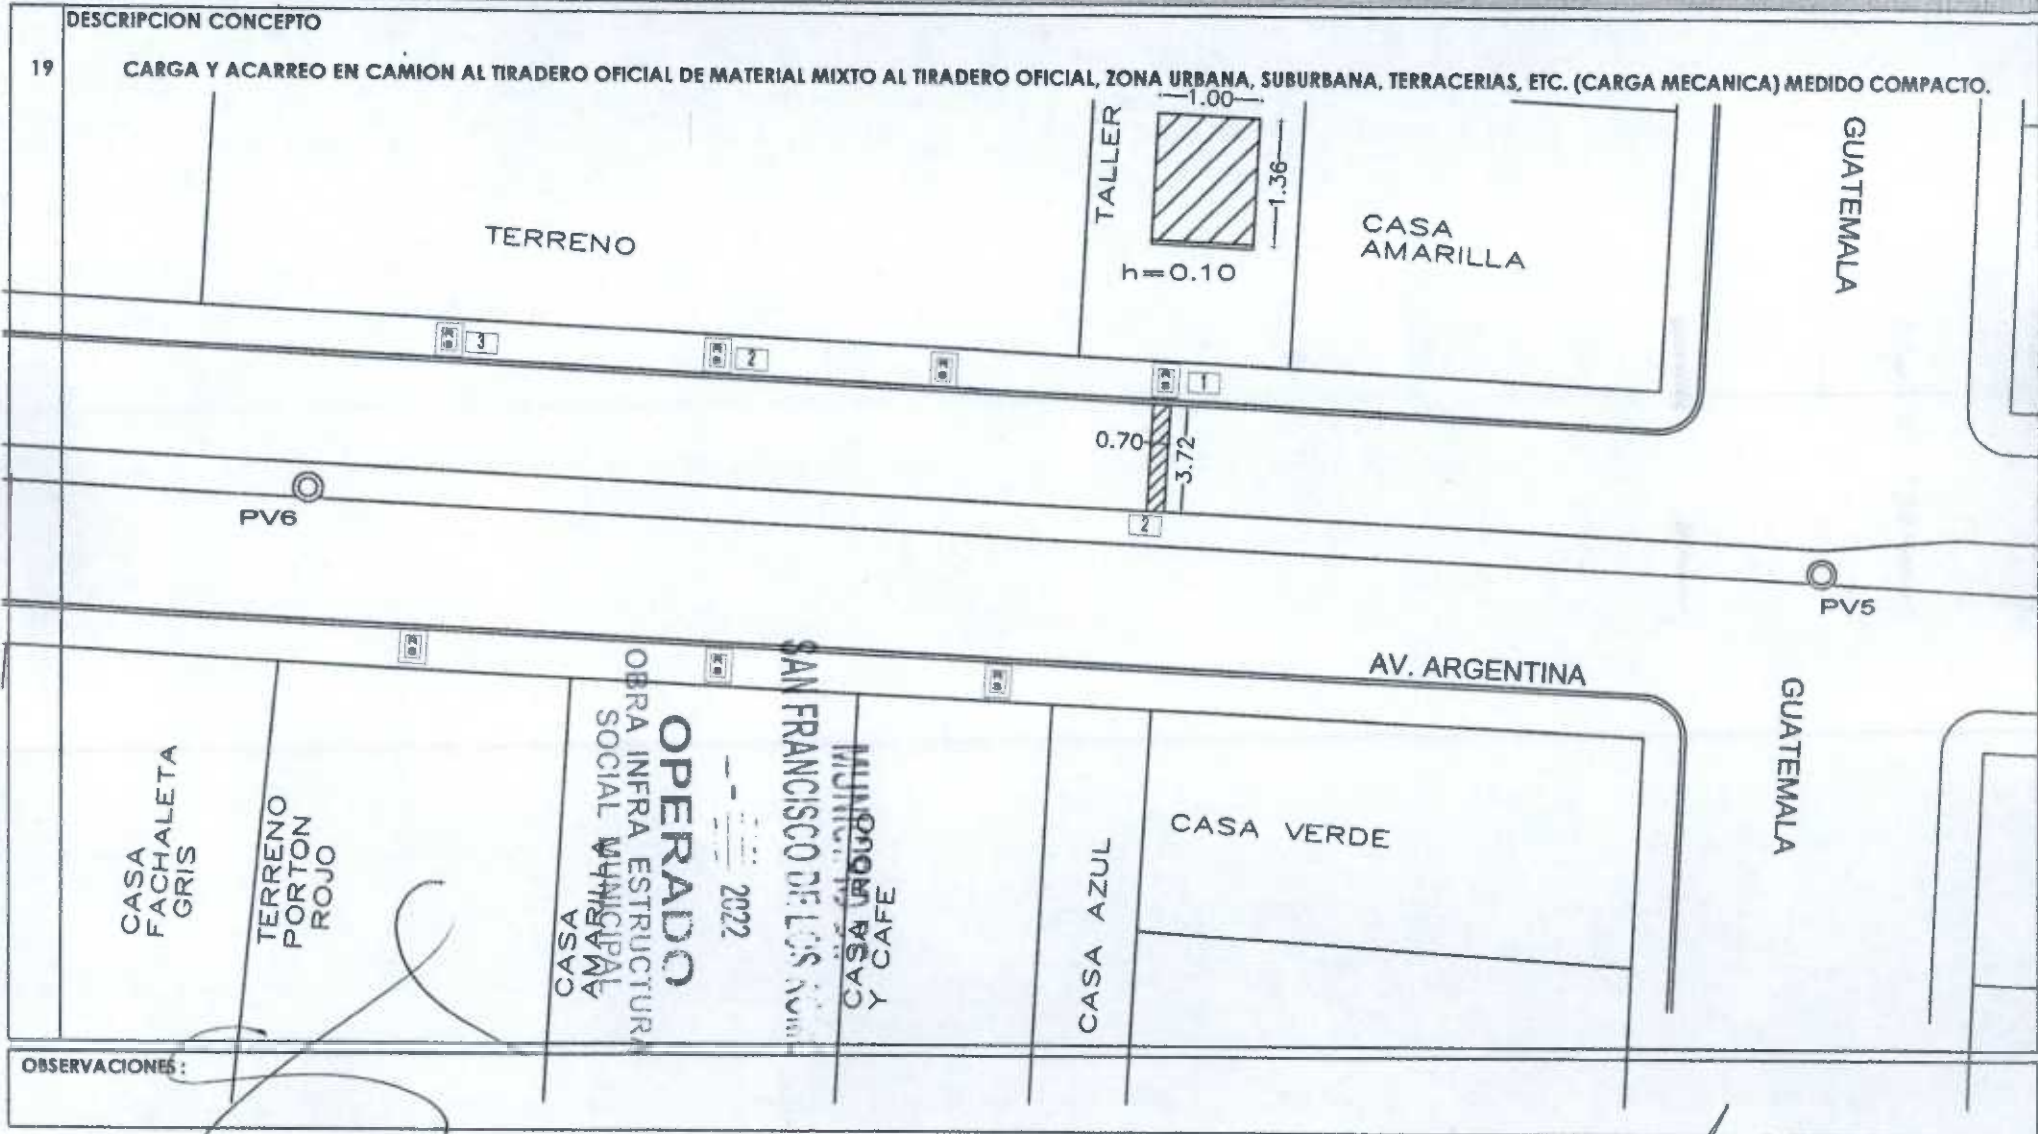 DESCRIPCION CONCEPTO
19 CARGA Y ACARREO EN CAMION AL TIRADERO OFICIAL DE MATERIAL MIXTO AL TIRADERO OFICIAL, ZONA URBANA, SUBURBANA, TERRACERIAS, ETC. (CARGA MECANICA) MEDIDO COMPACTO.
1.00
TALLER
1.36
h=0.10
TERRENO
CASA
AMARILLA
GUATEMALA
3
2
1
0.70
3.72
2
PV6
PV5
AV. ARGENTINA
GUATEMALA
CASA
FACHALETA
GRIS
TERRENO
PORTON
ROJO
CASA
AMARILLA
OPERADO
OBRA INFRA ESTRUCTURA
SOCIAL MUNICIPAL
2022
SAN FRANCISCO DE LOS
CASA
Y CAFE
CASA AZUL
CASA VERDE
OBSERVACIONES: